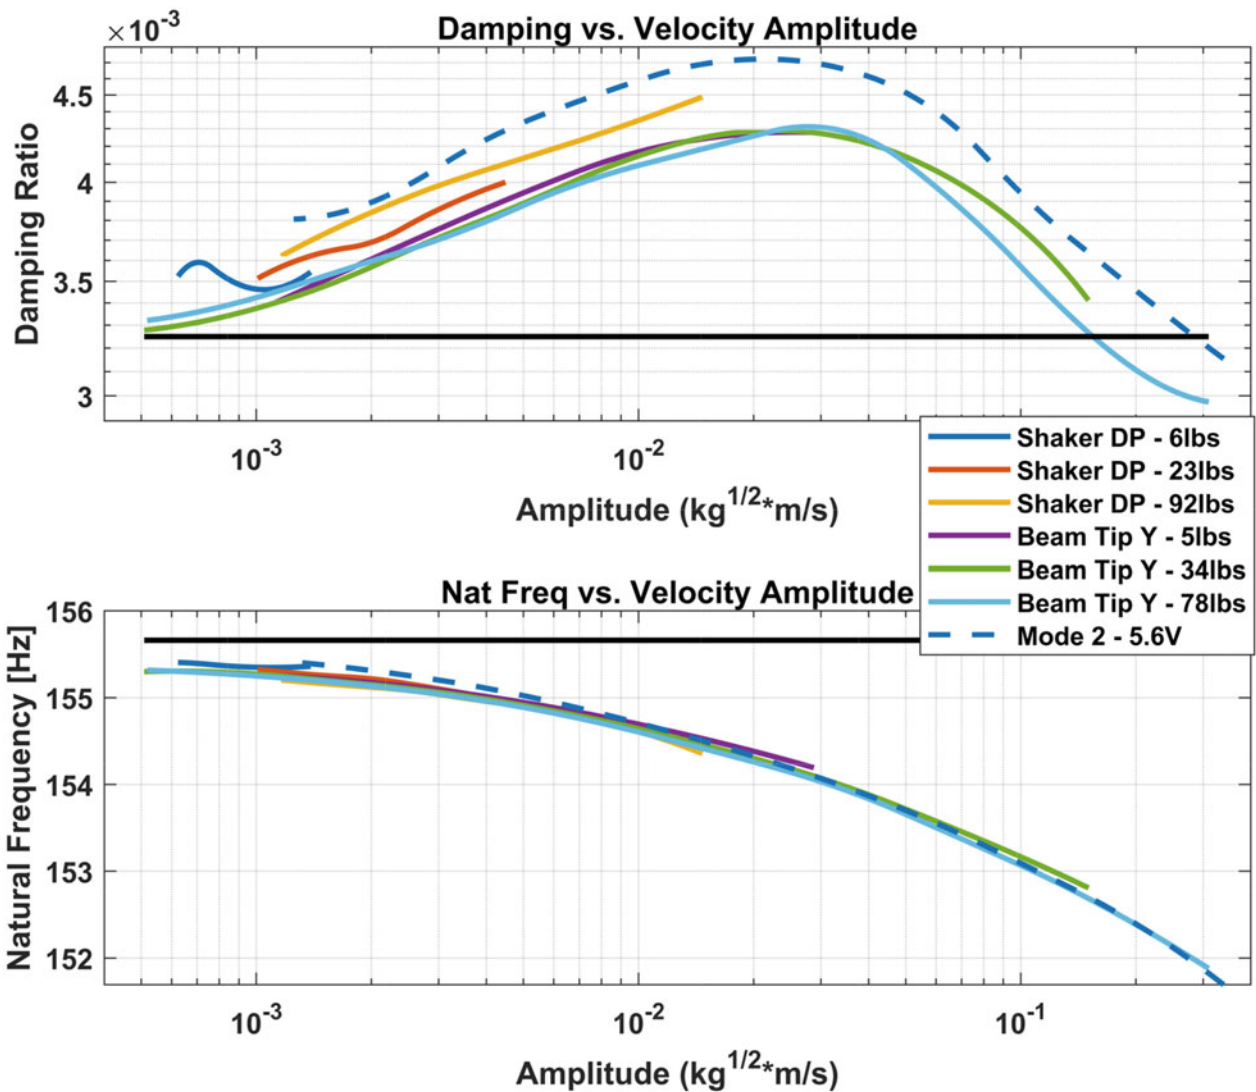 ×10⁻³
Damping vs. Velocity Amplitude
Damping Ratio
4.5
4
3.5
3
10⁻³
10⁻²
Amplitude (kg^1/2*m/s)
Shaker DP - 6lbs
Shaker DP - 23lbs
Shaker DP - 92lbs
Beam Tip Y - 5lbs
Beam Tip Y - 34lbs
Beam Tip Y - 78lbs
Mode 2 - 5.6V
Nat Freq vs. Velocity Amplitude
Natural Frequency [Hz]
156
155
154
153
152
10⁻³
10⁻²
10⁻¹
Amplitude (kg^1/2*m/s)